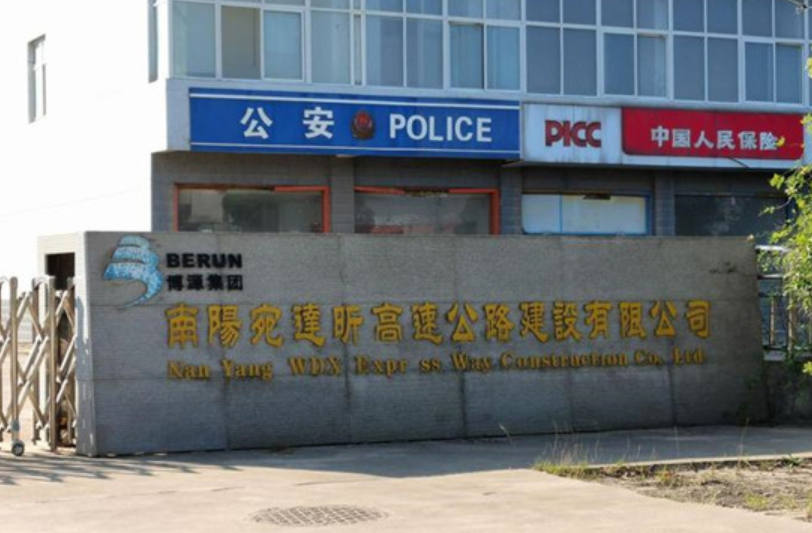 公安 POLICE
PICC 中国人民保险
BERUN
博源集团
南陽宛達昕高速公路建設有限公司
Nan Yang WDX Expr ss Way Construction Co. Ltd.